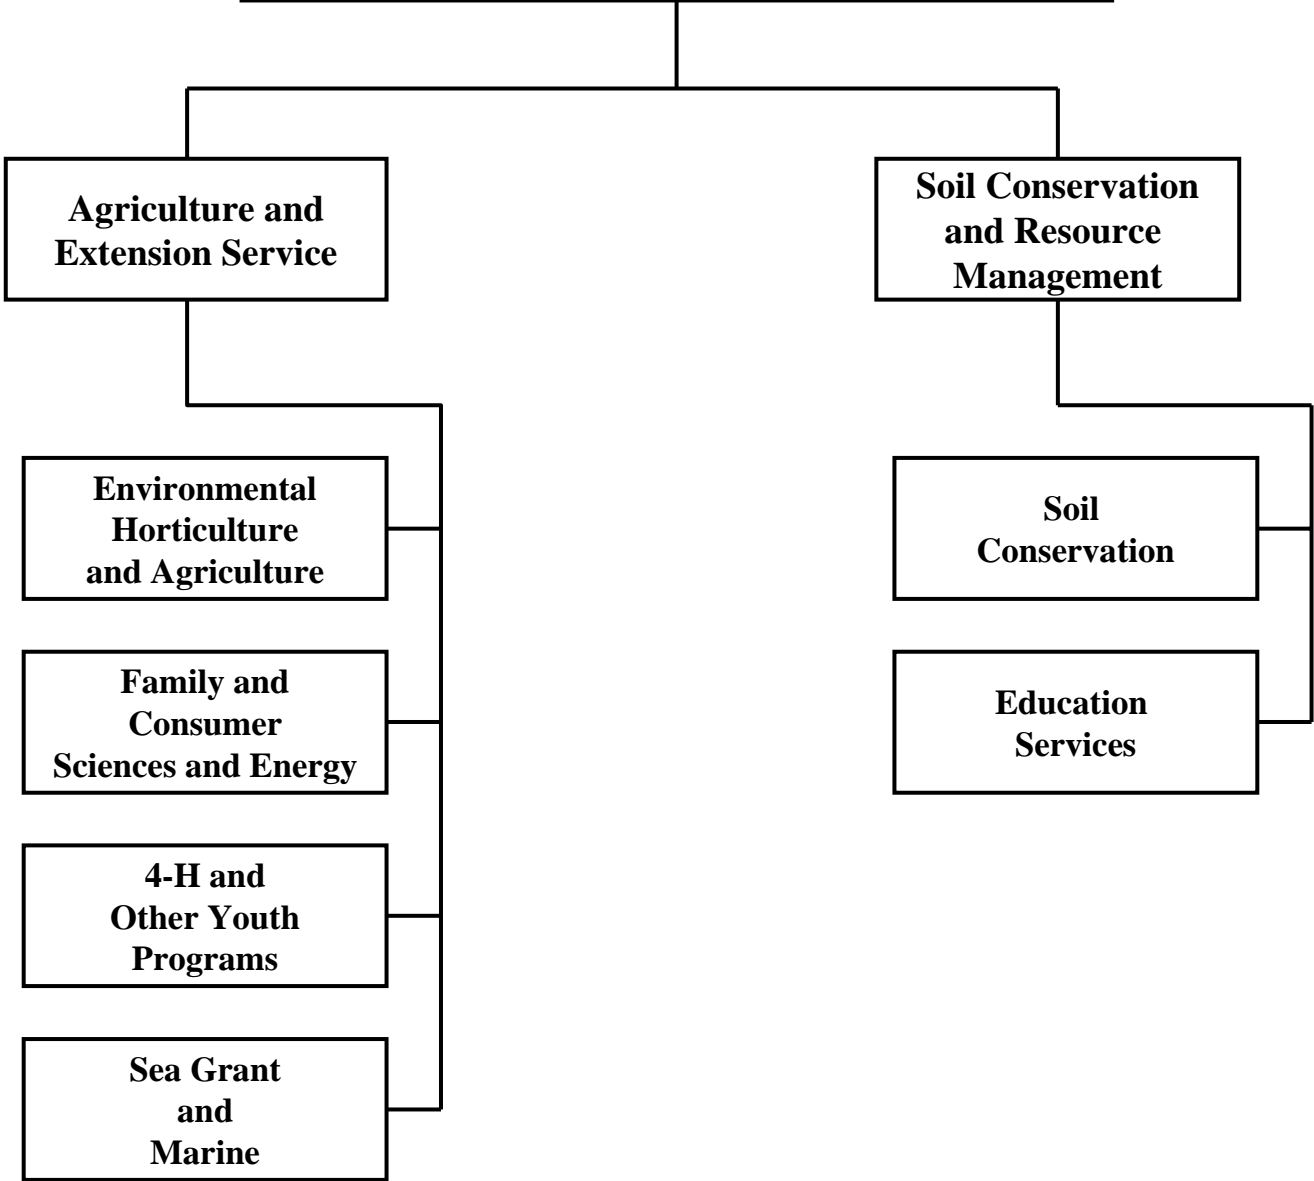 Agriculture and
Extension Service
Soil Conservation
and Resource
Management
Environmental
Horticulture
and Agriculture
Soil
Conservation
Family and
Consumer
Sciences and Energy
Education
Services
4-H and
Other Youth
Programs
Sea Grant
and
Marine